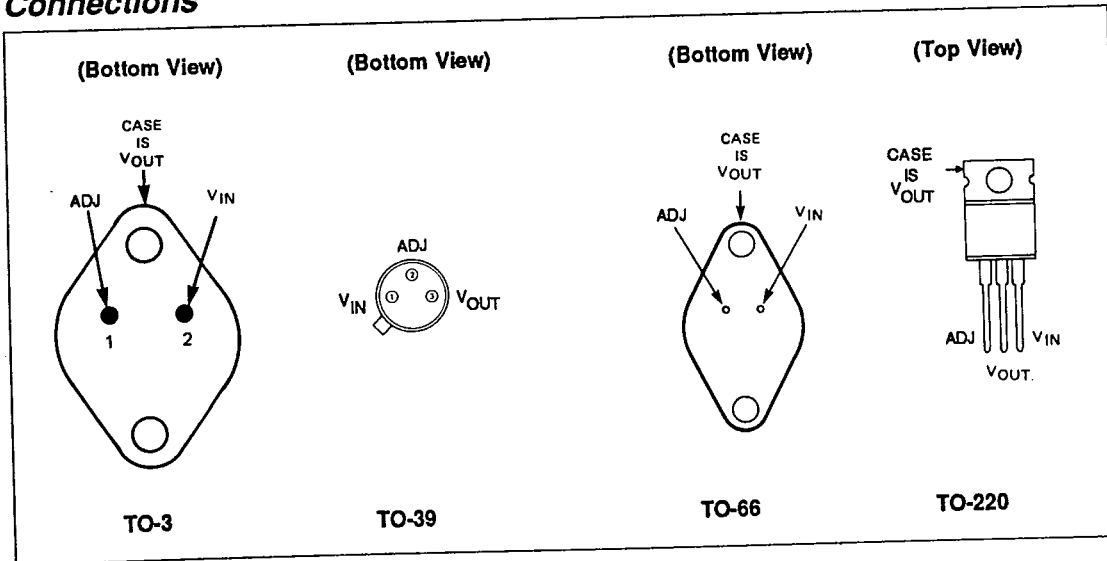 Connections
(Bottom View)
(Bottom View)
(Bottom View)
(Top View)
CASE
IS
VOUT
ADJ
VIN
1
2
TO-3
ADJ
VIN
VOUT
1
2
3
TO-39
CASE
IS
VOUT
ADJ
VIN
TO-66
CASE
IS
VOUT
ADJ
VIN
VOUT.
TO-220